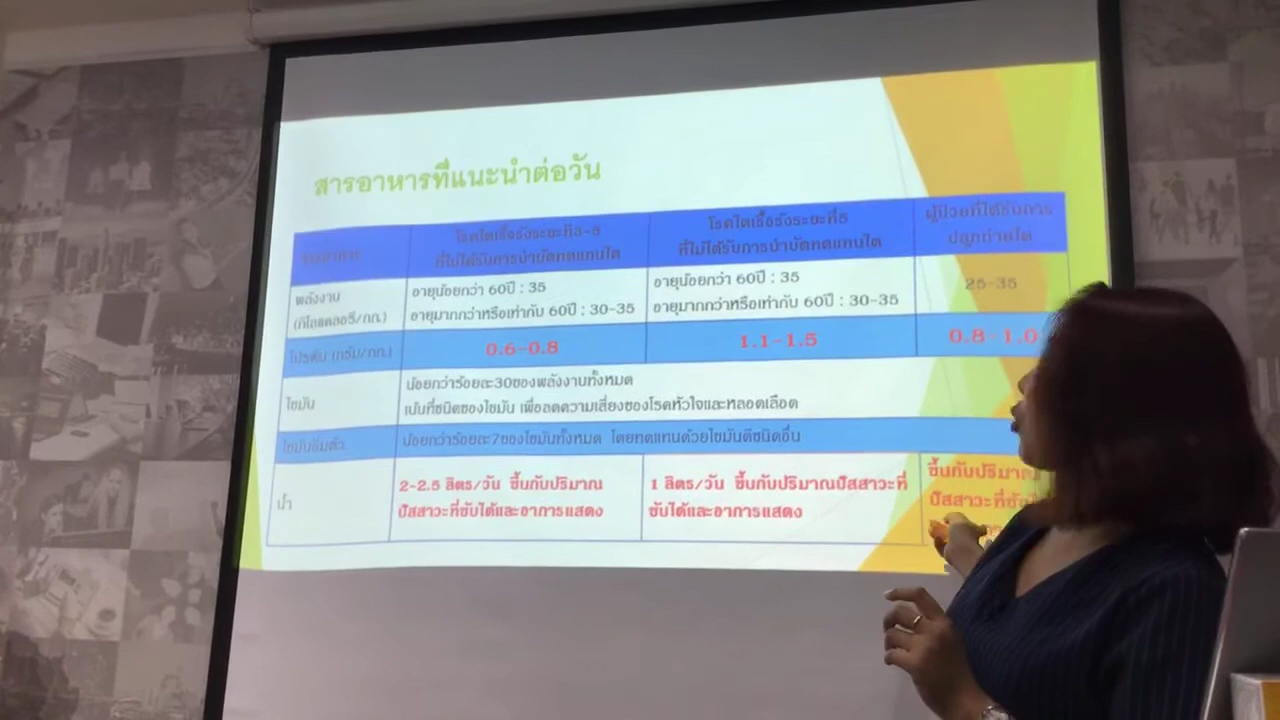 สารอาหารที่แนะนำต่อวัน
สารอาหาร
โรคไตเรื้อรังระยะที่3-5
ที่ไม่ได้รับการบำบัดทดแทนไต
โรคไตเรื้อรังระยะที่5
ที่ไม่ได้รับการบำบัดทดแทนไต
ผู้ป่วยที่ได้รับการ
ปลูกถ่ายไต
พลังงาน
(กิโลแคลอรี/กก.)
อายุน้อยกว่า 60ปี : 35
อายุมากกว่าหรือเท่ากับ 60ปี : 30-35
อายุน้อยกว่า 60ปี : 35
อายุมากกว่าหรือเท่ากับ 60ปี : 30-35
25-35
โปรตีน (กรัม/กก.)
0.6-0.8
1.1-1.5
0.8-1.0
ไขมัน
น้อยกว่าร้อยละ30ของพลังงานทั้งหมด
เน้นที่ชนิดของไขมัน เพื่อลดความเสี่ยงของโรคหัวใจและหลอดเลือด
ไขมันอิ่มตัว
น้อยกว่าร้อยละ7ของไขมันทั้งหมด โดยทดแทนด้วยไขมันดีชนิดอื่น
น้ำ
2-2.5 ลิตร/วัน ขึ้นกับปริมาณ
ปัสสาวะที่ขับได้และอาการแสดง
1 ลิตร/วัน ขึ้นกับปริมาณปัสสาวะที่
ขับได้และอาการแสดง
ขึ้นกับปริมาณ
ปัสสาวะที่ขับ